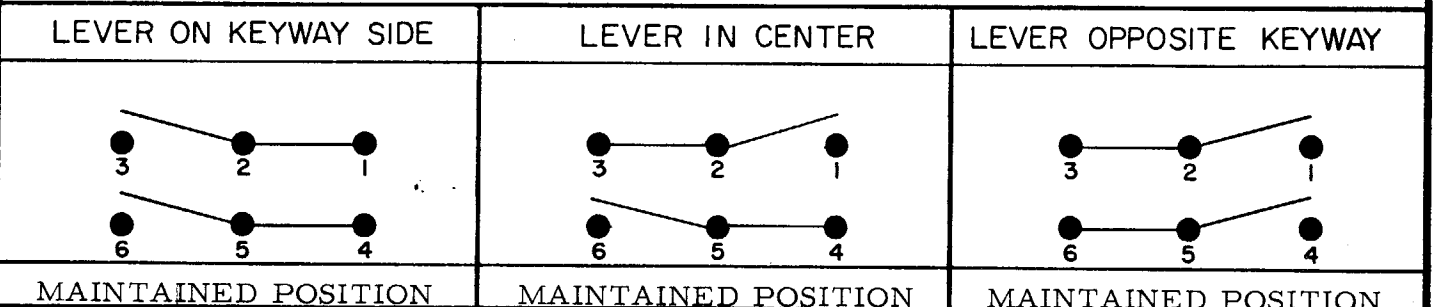 LEVER ON KEYWAY SIDE
LEVER IN CENTER
LEVER OPPOSITE KEYWAY
3 2 1
3 2 1
3 2 1
6 5 4
6 5 4
6 5 4
MAINTAINED POSITION
MAINTAINED POSITION
MAINTAINED POSITION